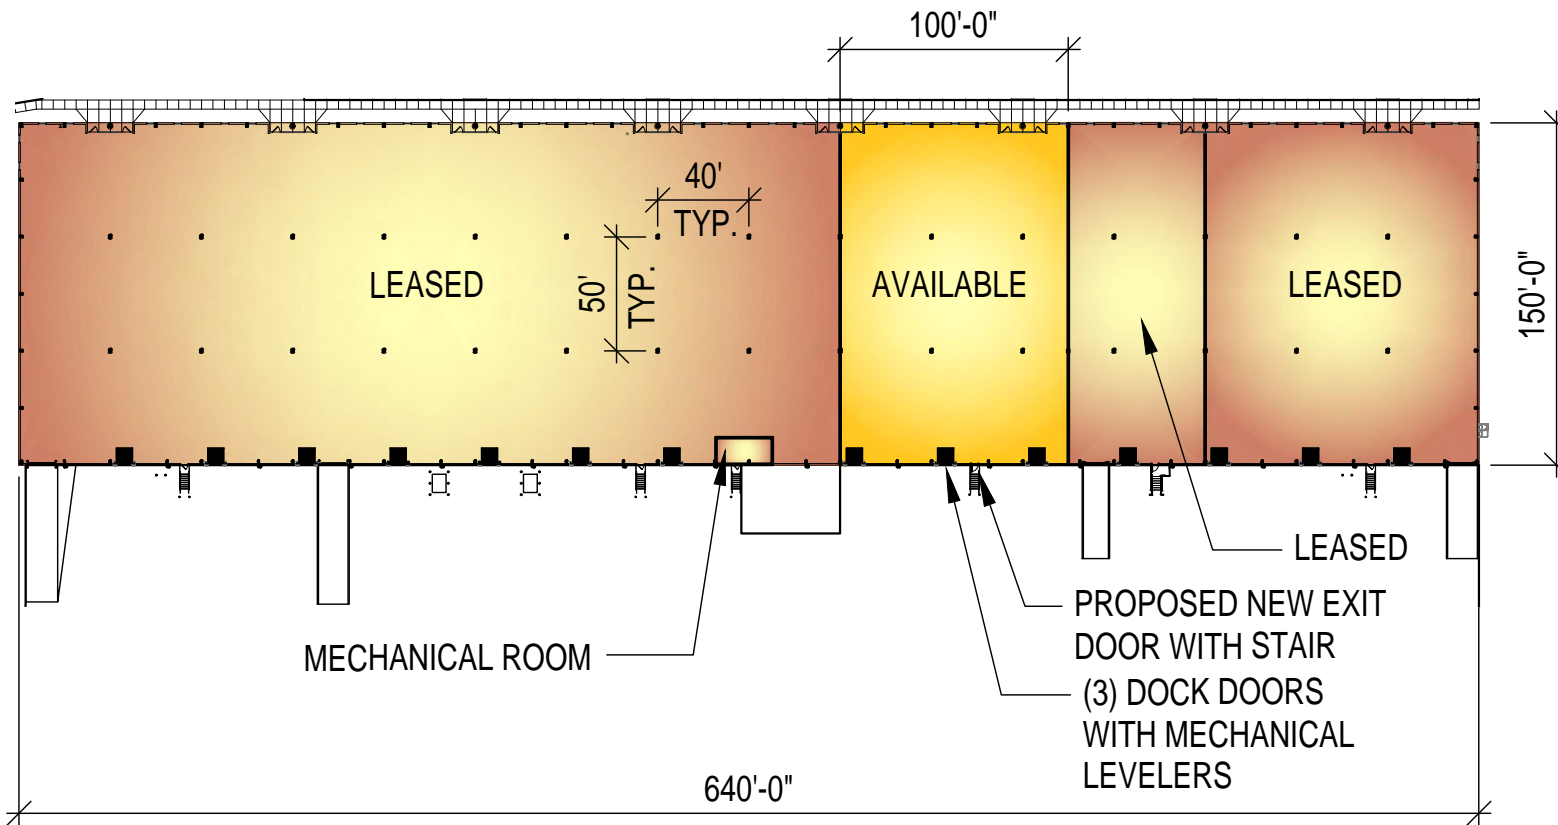 100'-0"
40'
TYP.
50'
TYP.
LEASED
AVAILABLE
LEASED
150'-0"
LEASED
PROPOSED NEW EXIT
DOOR WITH STAIR
MECHANICAL ROOM
(3) DOCK DOORS
WITH MECHANICAL
LEVELERS
640'-0"